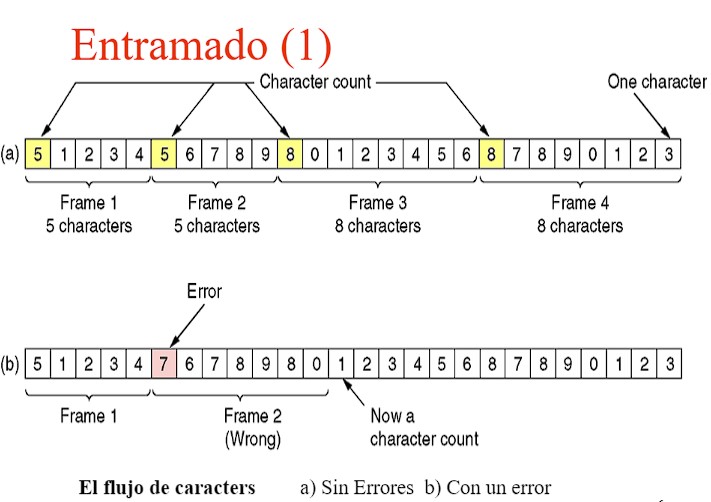 Entramado (1)
Character count
One character
(a) 5 1 2 3 4 5 6 7 8 9 8 0 1 2 3 4 5 6 8 7 8 9 0 1 2 3
Frame 1 Frame 2 Frame 3 Frame 4
5 characters 5 characters 8 characters 8 characters
Error
(b) 5 1 2 3 4 7 6 7 8 9 8 0 1 2 3 4 5 6 8 7 8 9 0 1 2 3
Frame 1 Frame 2 Now a
(Wrong) character count
El flujo de caracters a) Sin Errores b) Con un error